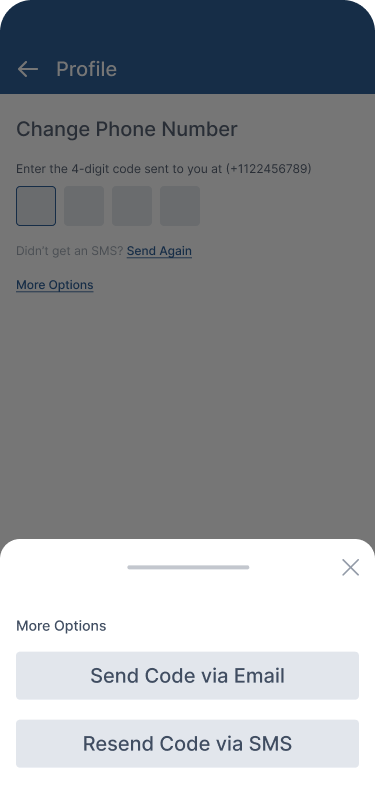 Profile
Change Phone Number
Enter the 4-digit code sent to you at (+1122456789)
Didn't get an SMS? Send Again
More Options
More Options
Send Code via Email
Resend Code via SMS